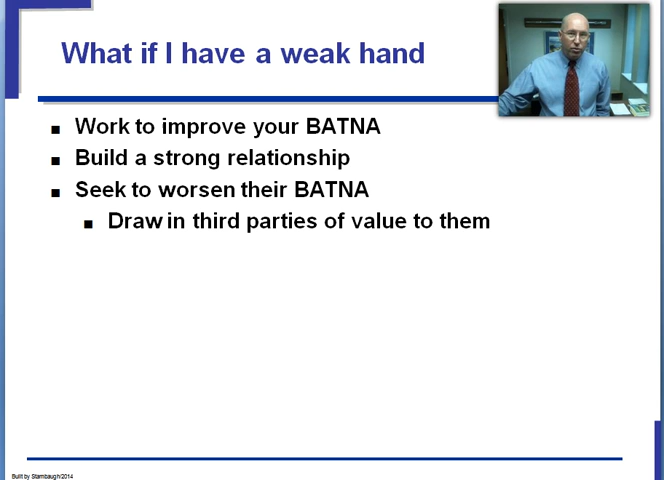 What if I have a weak hand
Work to improve your BATNA
Build a strong relationship
Seek to worsen their BATNA
Draw in third parties of value to them
Built by Stambaugh/2014